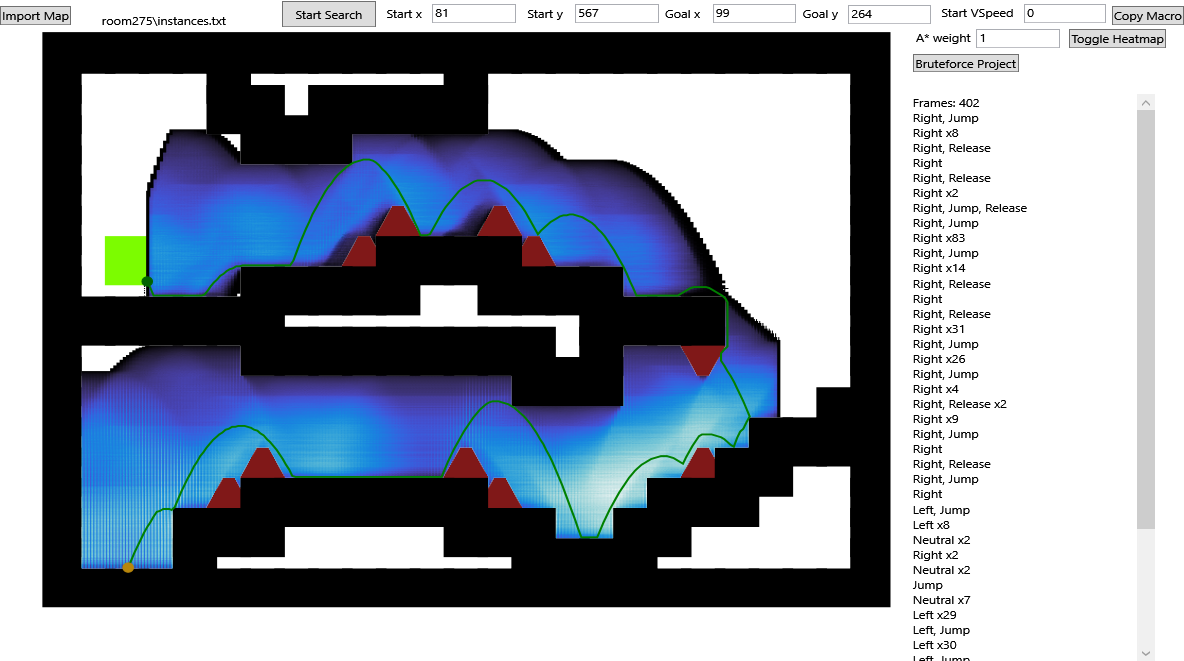 Import Map
room275\instances.txt
Start Search
Start x 81
Start y 567
Goal x 99
Goal y 264
Start VSpeed 0
Copy Macro
A* weight 1
Toggle Heatmap
Bruteforce Project
Frames: 402
Right, Jump
Right x8
Right, Release
Right
Right, Release
Right x2
Right, Jump, Release
Right, Jump
Right x83
Right, Jump
Right x14
Right, Release
Right
Right, Release
Right x31
Right, Jump
Right x26
Right, Jump
Right x4
Right, Release x2
Right x9
Right, Jump
Right
Right, Release
Right, Jump
Right
Left, Jump
Left x8
Neutral x2
Right x2
Neutral x2
Jump
Neutral x7
Left x29
Left, Jump
Left x30
Left, Jump